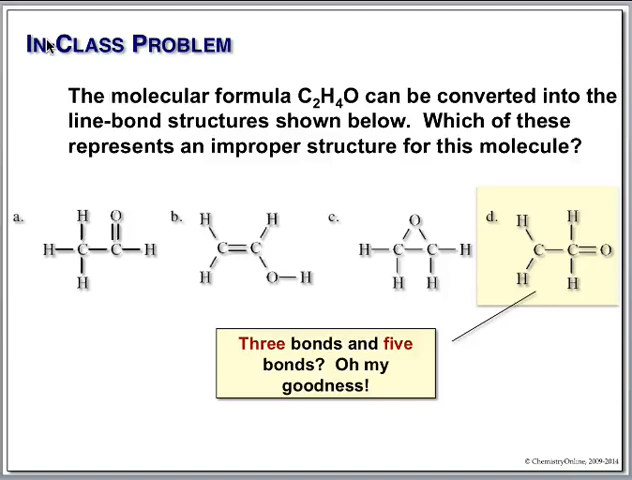 IN-CLASS PROBLEM
The molecular formula C₂H₄O can be converted into the
line-bond structures shown below. Which of these
represents an improper structure for this molecule?
a.
H O
H—C—C—H
H
b.
H H
C=C
H O—H
c.
O
H—C—C—H
H H
d.
H H
C—C=O
H H
Three bonds and five
bonds? Oh my
goodness!
© ChemistryOnline, 2009-2014